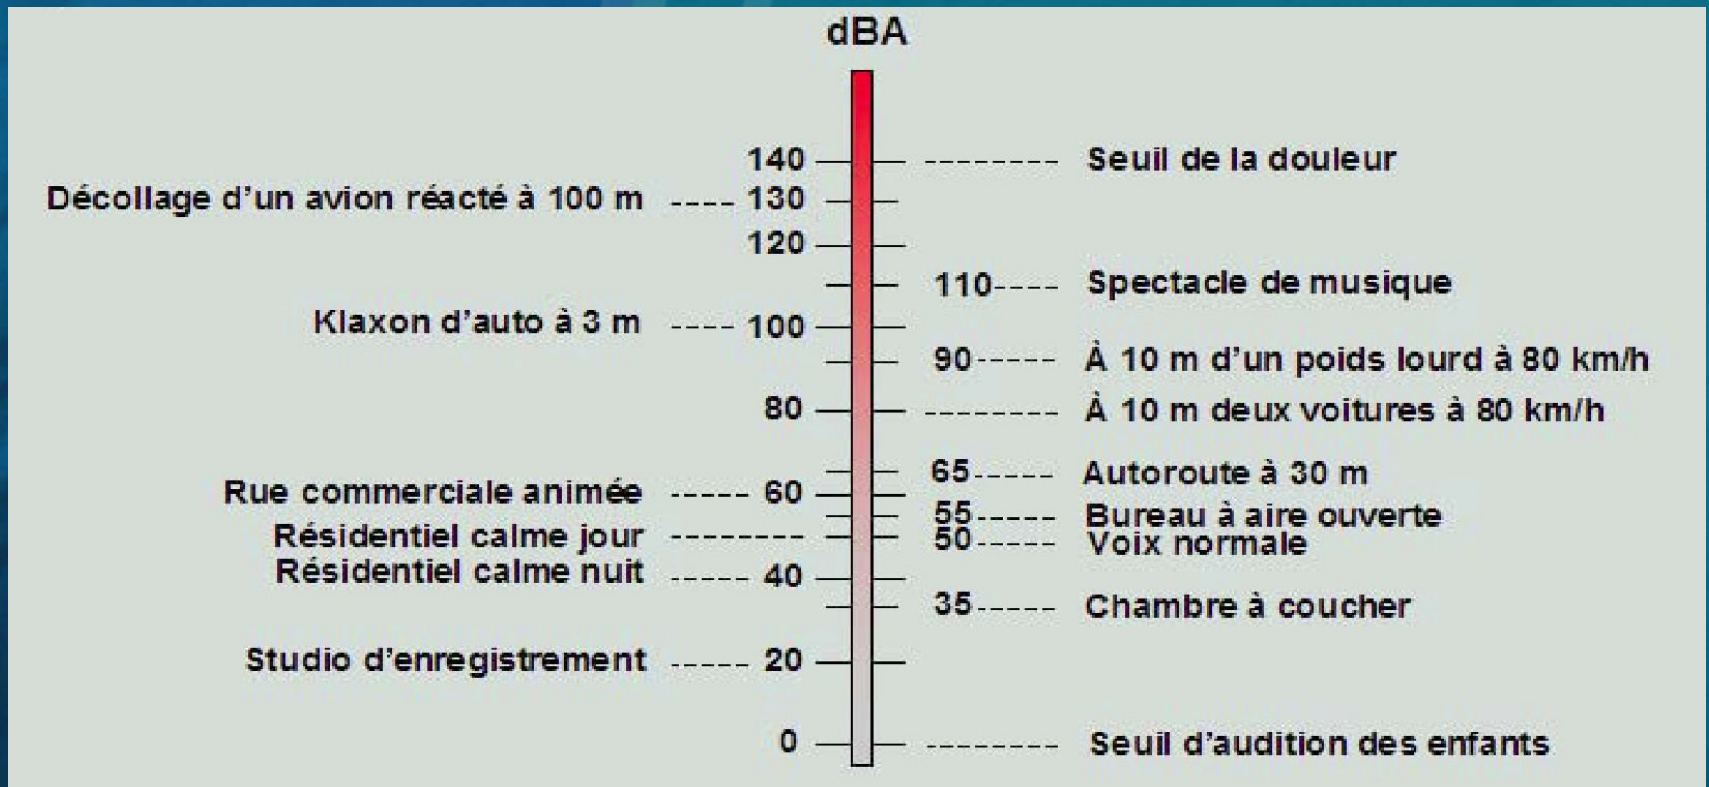 dBA
140 Seuil de la douleur
Décollage d'un avion réacté à 100 m 130
120
110 Spectacle de musique
Klaxon d'auto à 3 m 100
90 À 10 m d'un poids lourd à 80 km/h
80 À 10 m deux voitures à 80 km/h
65 Autoroute à 30 m
Rue commerciale animée 60
55 Bureau à aire ouverte
Résidentiel calme jour 50 Voix normale
Résidentiel calme nuit 40
35 Chambre à coucher
Studio d'enregistrement 20
0 Seuil d'audition des enfants